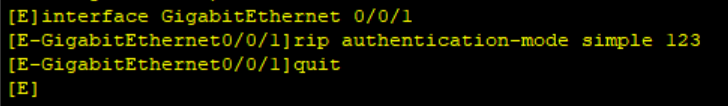 [E]interface GigabitEthernet 0/0/1
[E-GigabitEthernet0/0/1]rip authentication-mode simple 123
[E-GigabitEthernet0/0/1]quit
[E]